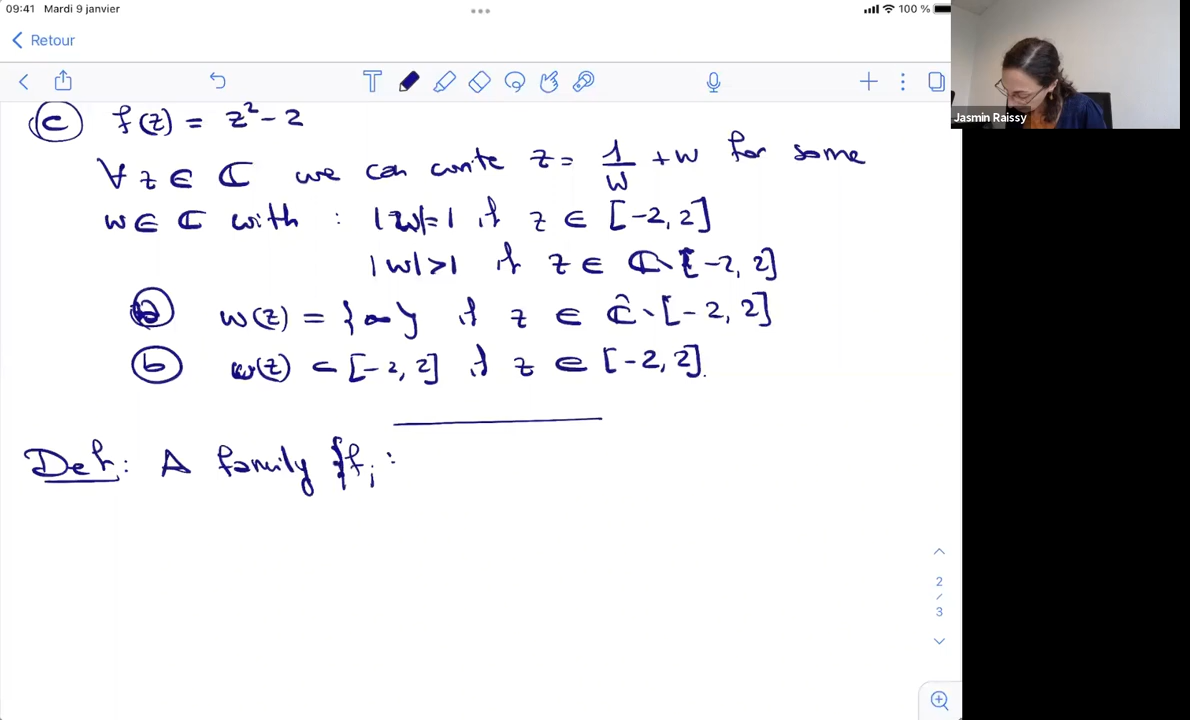 09:41 Mardi 9 janvier
100 %
Retour
T
Jasmin Raissy
(c) f(z) = z² - 2
∀ z ∈ ℂ we can write z = 1/w + w for some
w ∈ ℂ with : |w|=1 if z ∈ [-2, 2]
|w|>1 if z ∈ ℂ∖[-2, 2]
(a) ω(z) = {∞} if z ∈ Ĉ∖[-2, 2]
(b) ω(z) ⊂ [-2, 2] if z ∈ [-2, 2].
Def: A family {f_j :
2
/
3